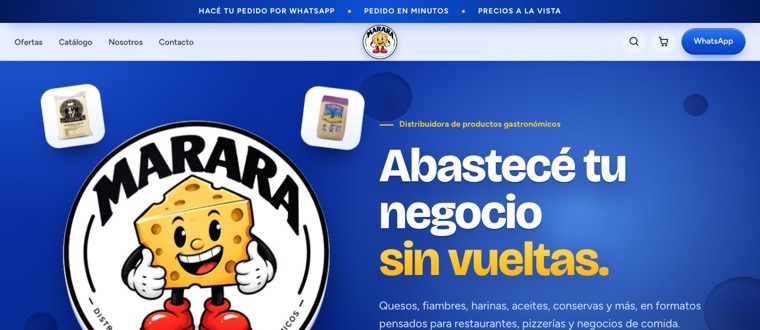 HACÉ TU PEDIDO POR WHATSAPP • PEDIDO EN MINUTOS • PRECIOS A LA VISTA
Ofertas Catálogo Nosotros Contacto
MARARA
WhatsApp
Distribuidora de productos gastronómicos
MARARA
Abastecé tu
negocio
sin vueltas.
Quesos, fiambres, harinas, aceites, conservas y más, en formatos
pensados para restaurantes, pizzerías y negocios de comida.